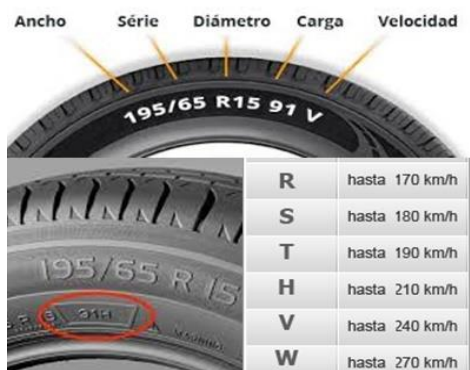 Ancho Série Diámetro Carga Velocidad
195/65 R15 91 V
195/65 R 15
91H
R hasta 170 km/h
S hasta 180 km/h
T hasta 190 km/h
H hasta 210 km/h
V hasta 240 km/h
W hasta 270 km/h